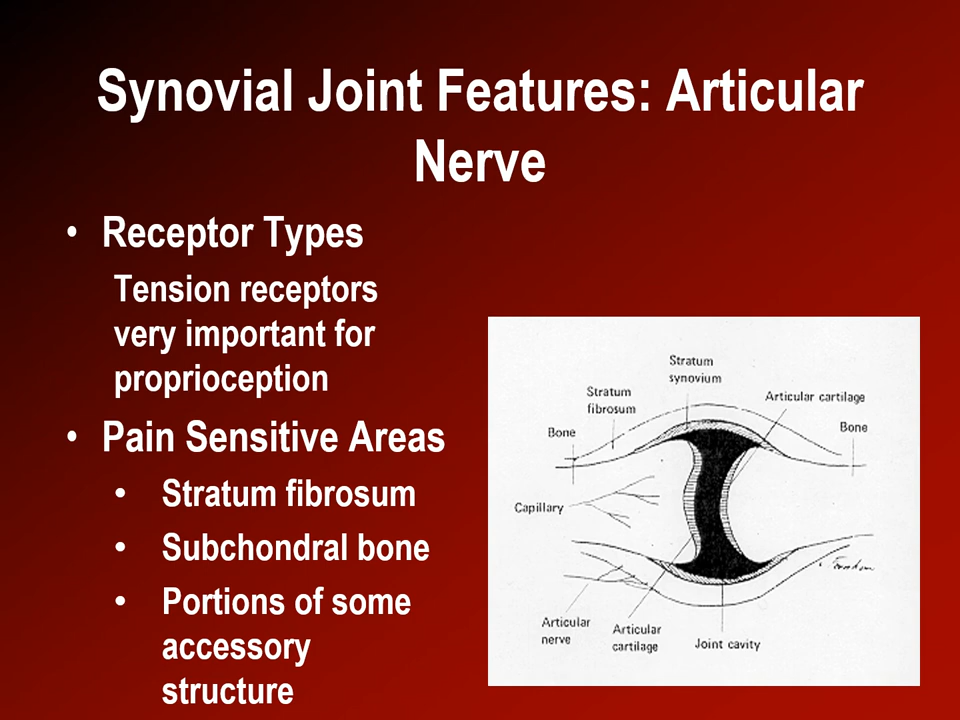 Synovial Joint Features: Articular
Nerve
• Receptor Types
Tension receptors
very important for
proprioception
• Pain Sensitive Areas
• Stratum fibrosum
• Subchondral bone
• Portions of some
accessory
structure
Stratum
synovium
Stratum
fibrosum
Articular cartilage
Bone
Bone
Capillary
Articular
nerve
Articular
cartilage
Joint cavity